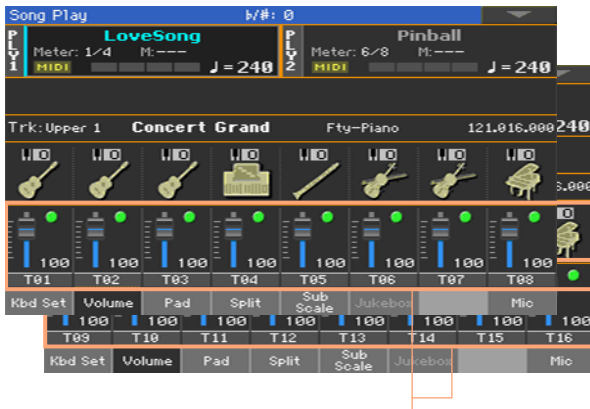 Song Play ♭/#: 0
PLY1 LoveSong PLY2 Pinball
Meter: 1/4 M:--- Meter: 6/8 M:---
MIDI ♩=240 MIDI ♩=240
Trk:Upper 1 Concert Grand Fty-Piano 121.016.000 240
5.000
100 100 100 100 100 100 100 100
T01 T02 T03 T04 T05 T06 T07 T08
Kbd Set Volume Pad Split Sub Scale Jukebox Mic
100 100 100 100 100 100 100 100
T09 T10 T11 T12 T13 T14 T15 T16
Kbd Set Volume Pad Split Sub Scale Jukebox Mic